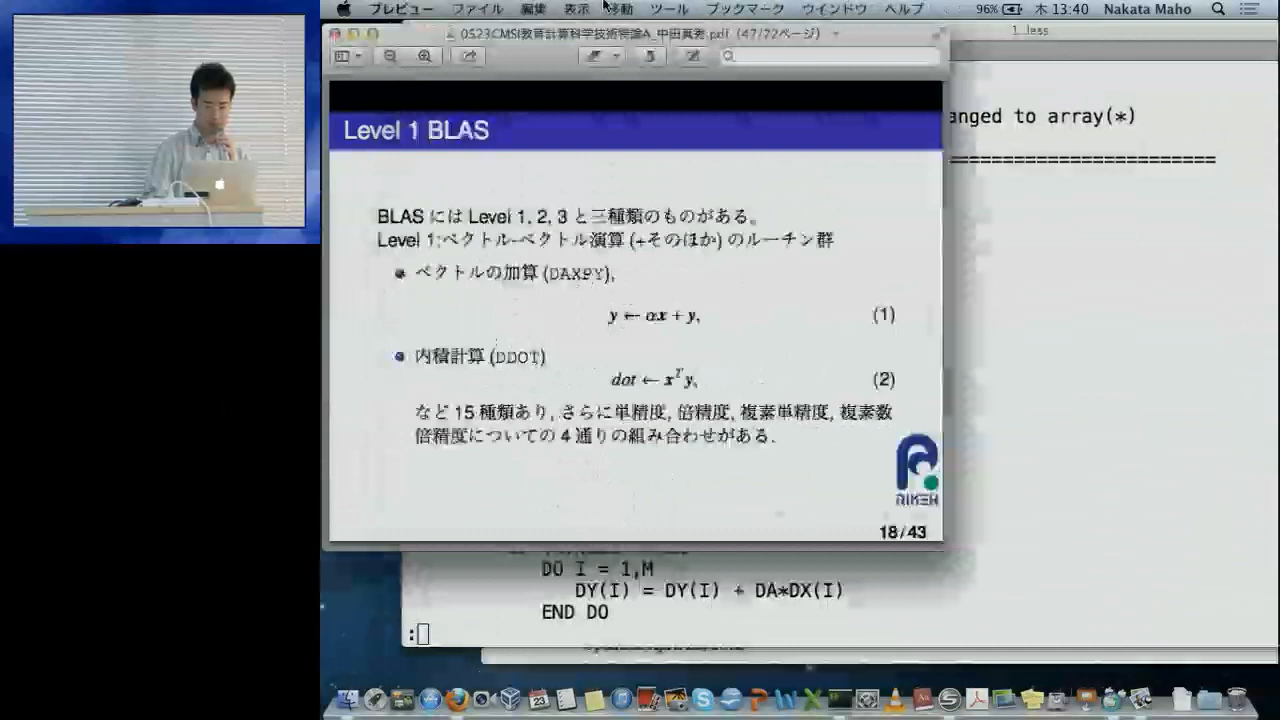 プレビュー ファイル 編集 表示 移動 ツール ブックマーク ウインドウ ヘルプ 96% 木 13:40 Nakata Maho
0523CMSI教育計算科学技術特論A_中田真秀.pdf (47/72ページ)
1. less
Level 1 BLAS
anged to array(*)
==========================
BLAS には Level 1, 2, 3 と三種類のものがある。
Level 1:ベクトル-ベクトル演算 (+そのほか) のルーチン群
ベクトルの加算 (DAXPY),
y ← αx + y, (1)
内積計算 (DDOT)
dot ← x^T y, (2)
など 15 種類あり, さらに単精度, 倍精度, 複素単精度, 複素数
倍精度についての 4 通りの組み合わせがある.
RIKEN
18/43
DO I = 1,M
DY(I) = DY(I) + DA*DX(I)
END DO
:
23